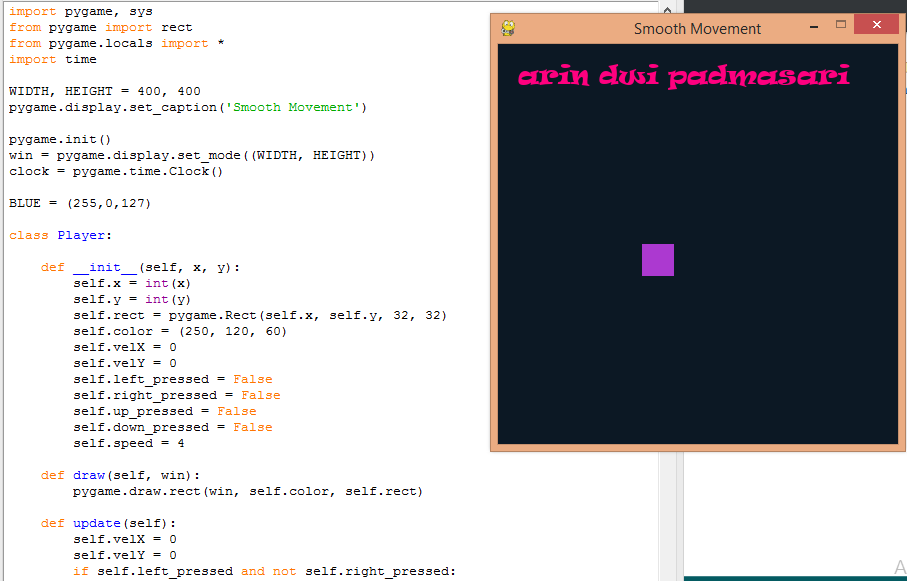 import pygame, sys
from pygame import rect
from pygame.locals import *
import time
WIDTH, HEIGHT = 400, 400
pygame.display.set_caption('Smooth Movement')
pygame.init()
win = pygame.display.set_mode((WIDTH, HEIGHT))
clock = pygame.time.Clock()
BLUE = (255,0,127)
class Player:
    def __init__(self, x, y):
        self.x = int(x)
        self.y = int(y)
        self.rect = pygame.Rect(self.x, self.y, 32, 32)
        self.color = (250, 120, 60)
        self.velX = 0
        self.velY = 0
        self.left_pressed = False
        self.right_pressed = False
        self.up_pressed = False
        self.down_pressed = False
        self.speed = 4
    def draw(self, win):
        pygame.draw.rect(win, self.color, self.rect)
    def update(self):
        self.velX = 0
        self.velY = 0
        if self.left_pressed and not self.right_pressed:
Smooth Movement
arin dwi padmasari
A